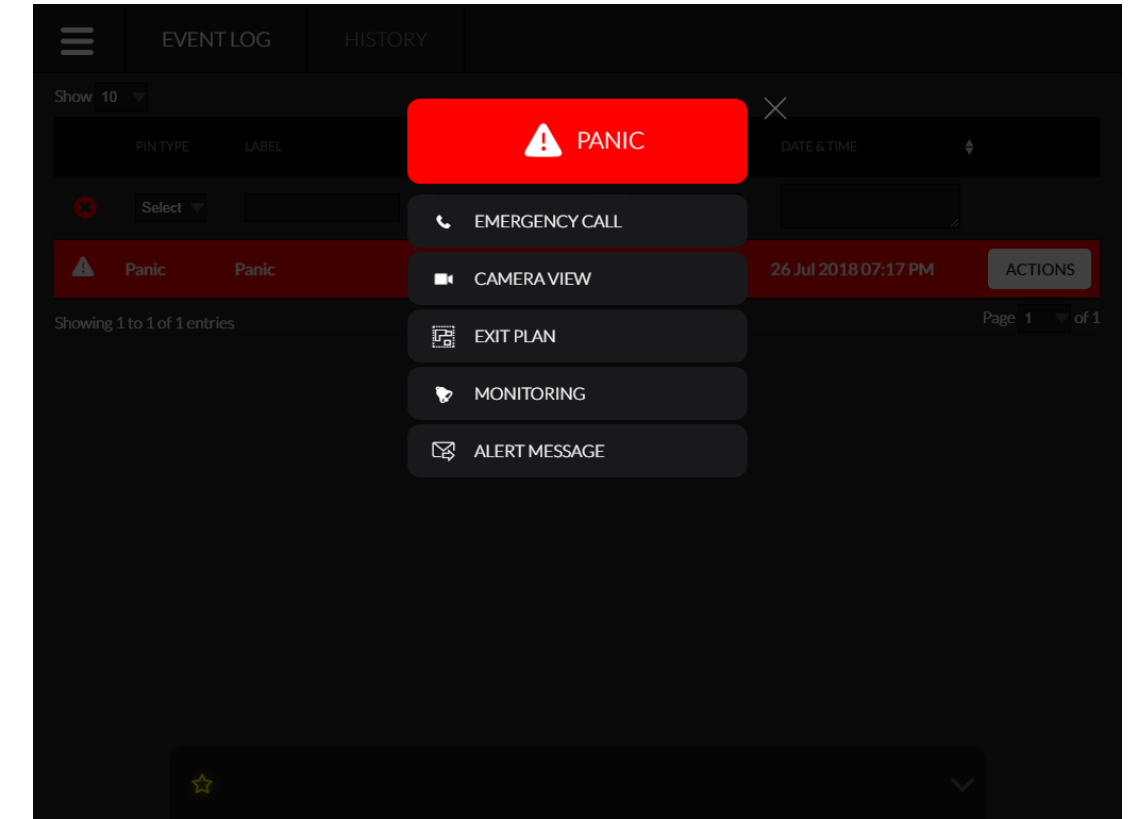 EVENT LOG HISTORY
Show 10
PANIC
PIN TYPE LABEL DATE & TIME
Select
EMERGENCY CALL
Panic Panic 26 Jul 2018 07:17 PM ACTIONS
CAMERA VIEW
Showing 1 to 1 of 1 entries Page 1 of 1
EXIT PLAN
MONITORING
ALERT MESSAGE